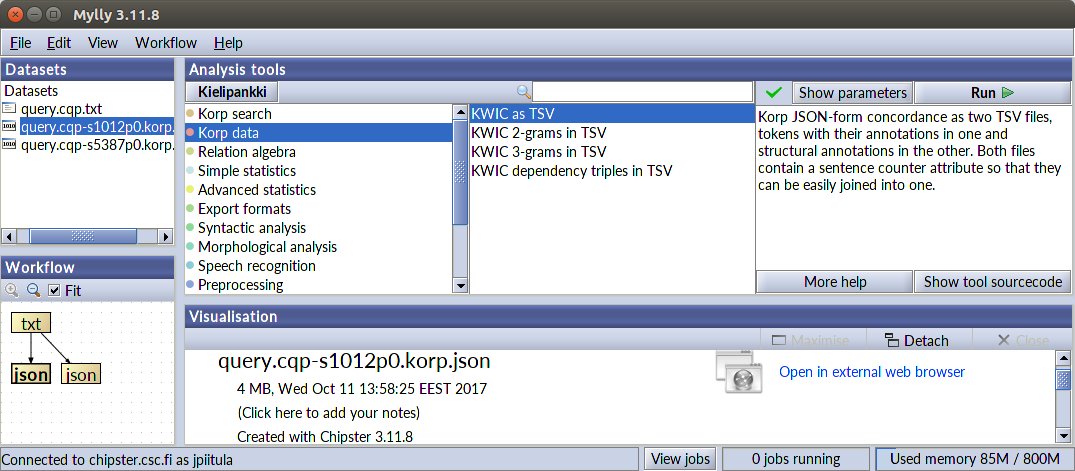 Mylly 3.11.8
File Edit View Workflow Help
Datasets
Datasets
query.cqp.txt
query.cqp-s1012p0.korp.
query.cqp-s5387p0.korp.
Workflow
Fit
txt
json json
Analysis tools
Kielipankki
Korp search
Korp data
Relation algebra
Simple statistics
Advanced statistics
Export formats
Syntactic analysis
Morphological analysis
Speech recognition
Preprocessing
KWIC as TSV
KWIC 2-grams in TSV
KWIC 3-grams in TSV
KWIC dependency triples in TSV
Show parameters Run
Korp JSON-form concordance as two TSV files,
tokens with their annotations in one and
structural annotations in the other. Both files
contain a sentence counter attribute so that they
can be easily joined into one.
More help Show tool sourcecode
Visualisation
Maximise Detach Close
query.cqp-s1012p0.korp.json
4 MB, Wed Oct 11 13:58:25 EEST 2017
(Click here to add your notes)
Created with Chipster 3.11.8
Open in external web browser
Connected to chipster.csc.fi as jpiitula View jobs 0 jobs running Used memory 85M / 800M